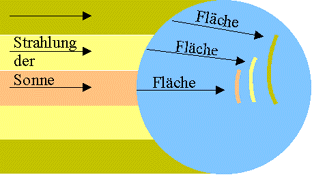 Fläche
Strahlung
der
Sonne
Fläche
Fläche